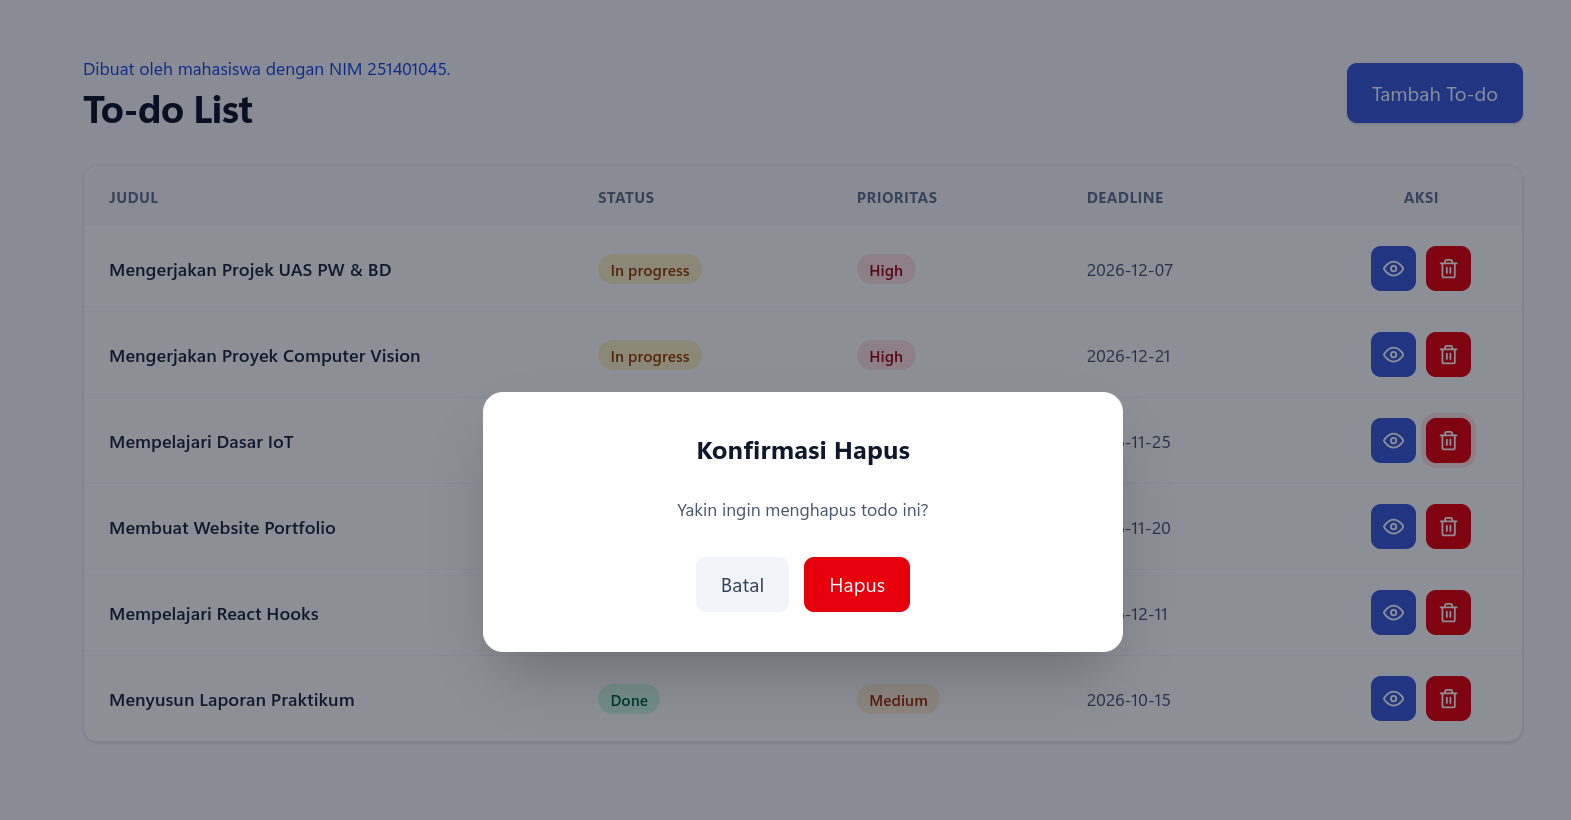 Dibuat oleh mahasiswa dengan NIM 251401045.
To-do List
Tambah To-do
JUDUL STATUS PRIORITAS DEADLINE AKSI
Mengerjakan Projek UAS PW & BD In progress High 2026-12-07
Mengerjakan Proyek Computer Vision In progress High 2026-12-21
Mempelajari Dasar IoT -11-25
Membuat Website Portfolio -11-20
Mempelajari React Hooks -12-11
Menyusun Laporan Praktikum Done Medium 2026-10-15
Konfirmasi Hapus
Yakin ingin menghapus todo ini?
Batal Hapus